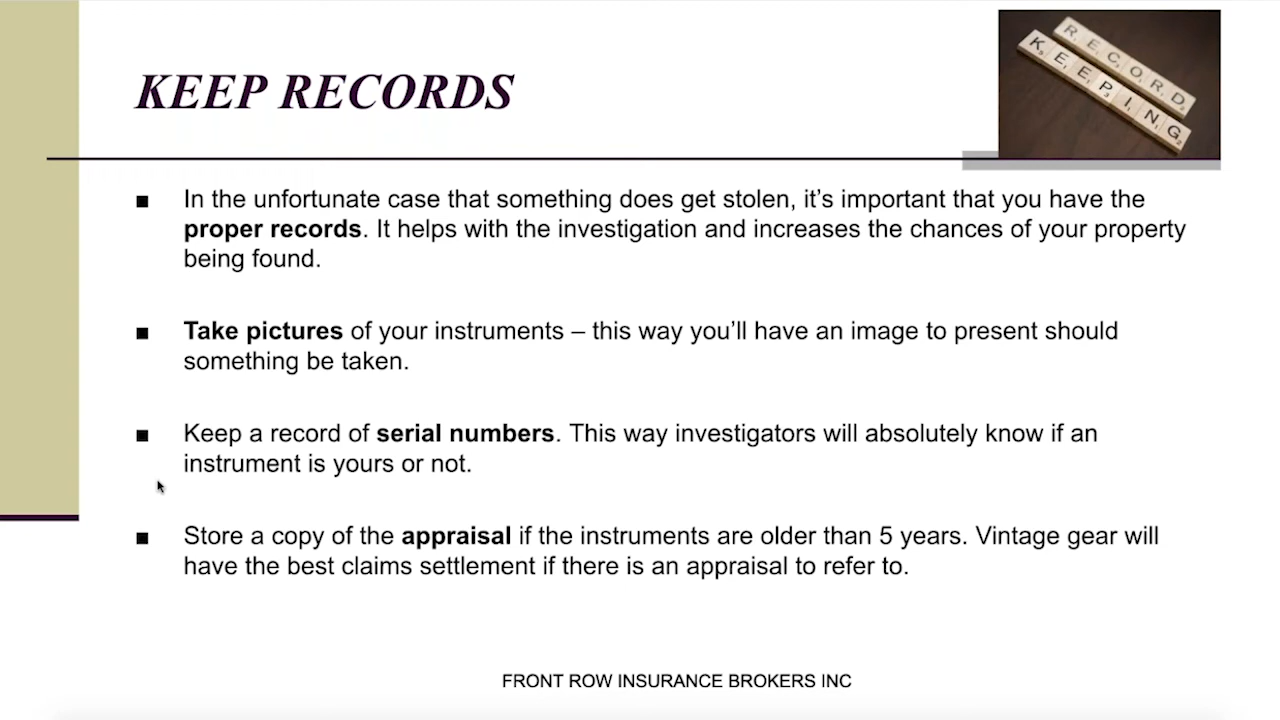 KEEP RECORDS
RECORD
KEEPING
■ In the unfortunate case that something does get stolen, it’s important that you have the
proper records. It helps with the investigation and increases the chances of your property
being found.
■ Take pictures of your instruments – this way you’ll have an image to present should
something be taken.
■ Keep a record of serial numbers. This way investigators will absolutely know if an
instrument is yours or not.
■ Store a copy of the appraisal if the instruments are older than 5 years. Vintage gear will
have the best claims settlement if there is an appraisal to refer to.
FRONT ROW INSURANCE BROKERS INC